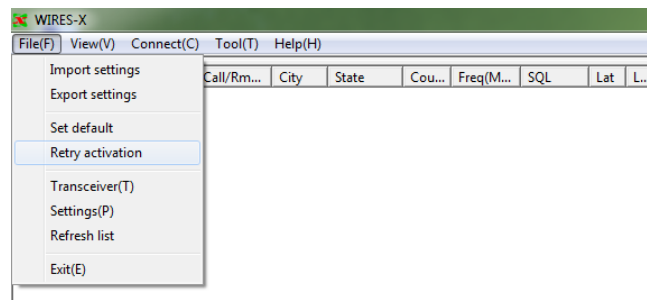 WIRES-X
File(F) View(V) Connect(C) Tool(T) Help(H)
Call/Rm... City State Cou... Freq(M... SQL Lat L...
Import settings
Export settings
Set default
Retry activation
Transceiver(T)
Settings(P)
Refresh list
Exit(E)